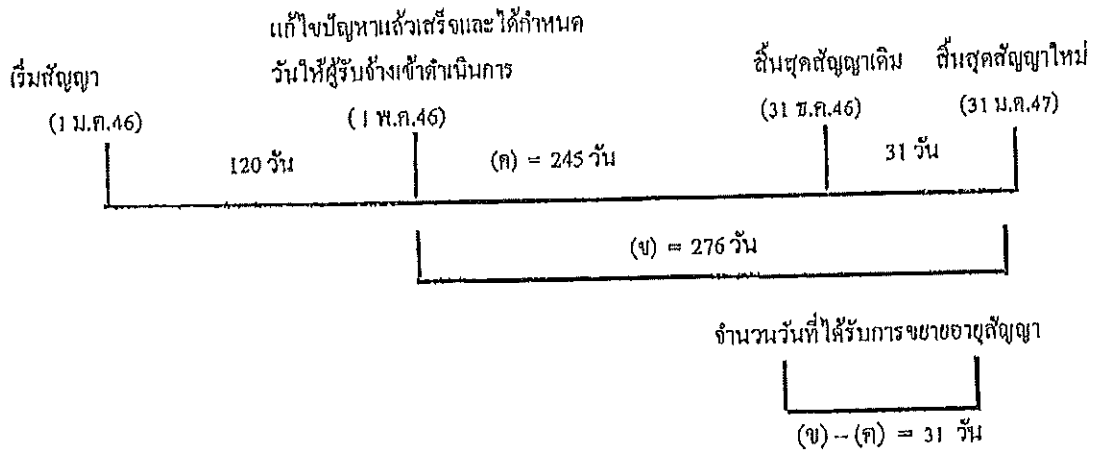 แก้ไขปัญหาแล้วเสร็จและได้กำหนด
วันให้ผู้รับจ้างเข้าดำเนินการ
เริ่มสัญญา
สิ้นสุดสัญญาเดิม
สิ้นสุดสัญญาใหม่
(1 ม.ค.46)
(1 พ.ค.46)
(31 ธ.ค.46)
(31 ม.ค.47)
120 วัน
(ค) = 245 วัน
31 วัน
(ข) = 276 วัน
จำนวนวันที่ได้รับการขยายอายุสัญญา
(ข) – (ค) = 31 วัน